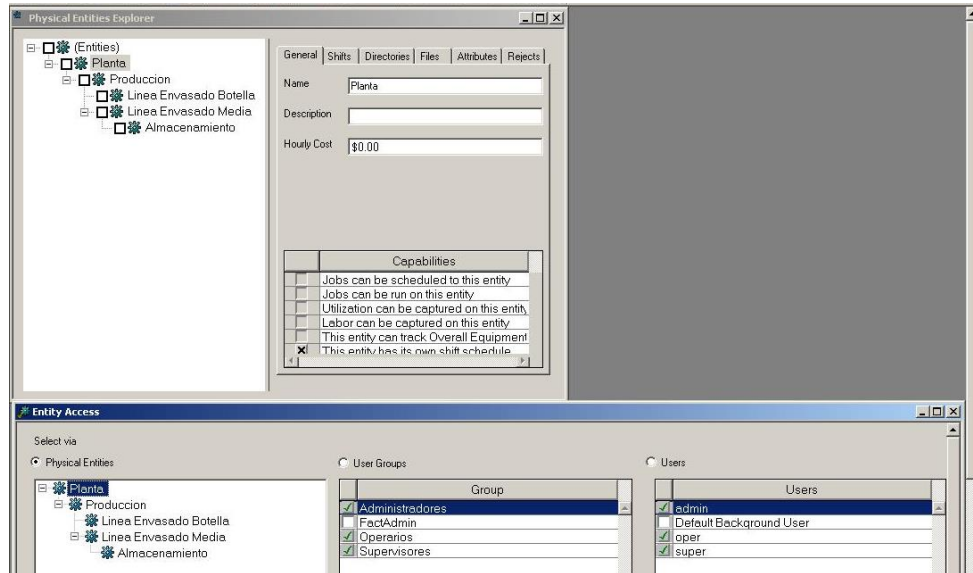 Physical Entities Explorer
(Entities)
Planta
Produccion
Linea Envasado Botella
Linea Envasado Media
Almacenamiento
General Shifts Directories Files Attributes Rejects
Name Planta
Description
Hourly Cost $0.00
Capabilities
Jobs can be scheduled to this entity
Jobs can be run on this entity
Utilization can be captured on this entity
Labor can be captured on this entity
This entity can track Overall Equipment
This entity has its own shift schedule
Entity Access
Select via
Physical Entities
Planta
Produccion
Linea Envasado Botella
Linea Envasado Media
Almacenamiento
User Groups
Group
Administradores
FactAdmin
Operarios
Supervisores
Users
Users
admin
Default Background User
oper
super